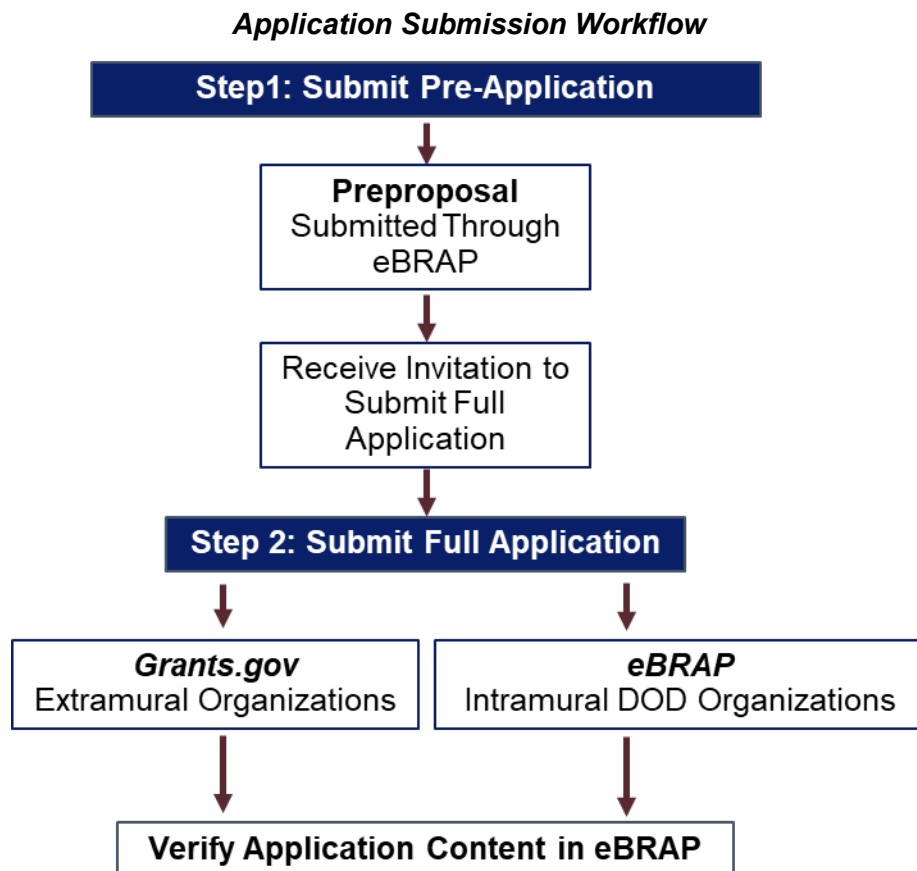 Application Submission Workflow
Step1: Submit Pre-Application
Preproposal
Submitted Through
eBRAP
Receive Invitation to
Submit Full
Application
Step 2: Submit Full Application
Grants.gov
Extramural Organizations
eBRAP
Intramural DOD Organizations
Verify Application Content in eBRAP